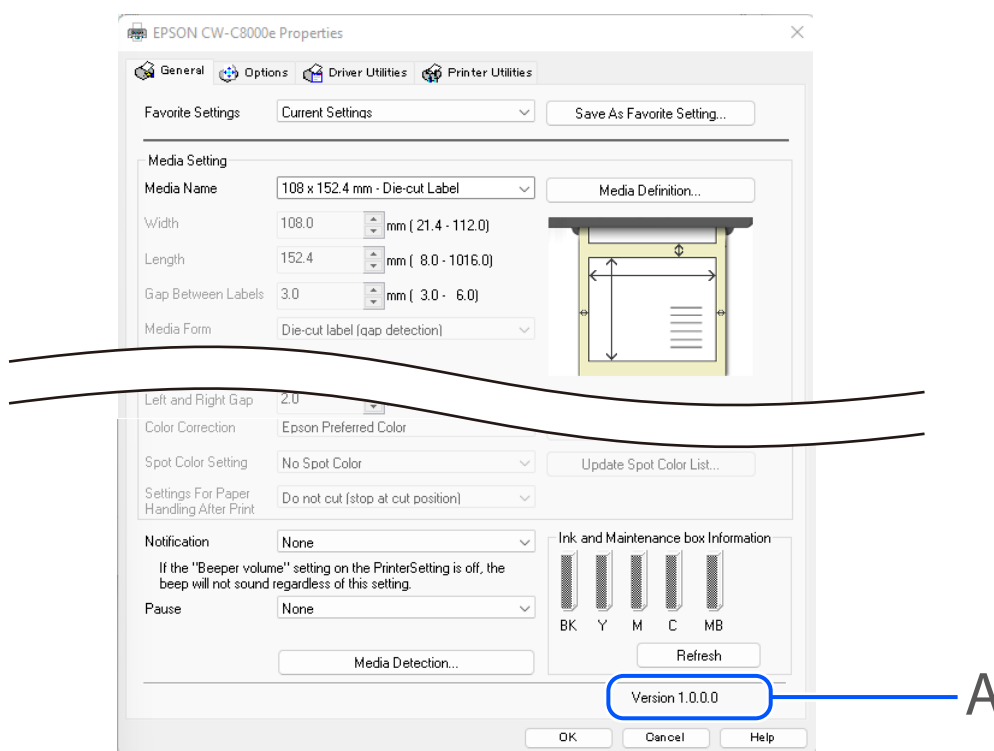 EPSON CW-C8000e Properties
General Options Driver Utilities Printer Utilities
Favorite Settings Current Settings Save As Favorite Setting...
Media Setting
Media Name 108 x 152.4 mm - Die-cut Label Media Definition...
Width 108.0 mm ( 21.4 - 112.0)
Length 152.4 mm ( 8.0 - 1016.0)
Gap Between Labels 3.0 mm ( 3.0 - 6.0)
Media Form Die-cut label (gap detection)
Left and Right Gap 2.0
Color Correction Epson Preferred Color
Spot Color Setting No Spot Color Update Spot Color List...
Settings For Paper
Handling After Print Do not cut (stop at cut position)
Notification None
If the "Beeper volume" setting on the PrinterSetting is off, the
beep will not sound regardless of this setting.
Pause None
Media Detection...
Ink and Maintenance box Information
BK Y M C MB
Refresh
Version 1.0.0.0
A
OK Cancel Help